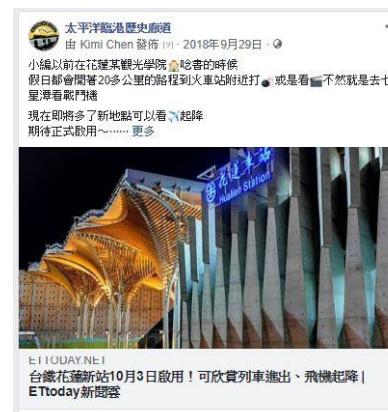 太平洋臨港歷史廊道
由 Kimi Chen 發佈 [?] · 2018年9月29日 ·
小編以前在花蓮某觀光學院🏫唸書的時候
假日都會開著20多公里的路程到火車站附近打🎳或是看🎬不然就是去七
星潭看戰鬥機
現在即將多了新地點可以看✈起降
期待正式啟用～⋯⋯ 更多
花蓮車站
Hualien Station
ETTODAY.NET
台鐵花蓮新站10月3日啟用！可欣賞列車進出、飛機起降 |
ETtoday新聞雲